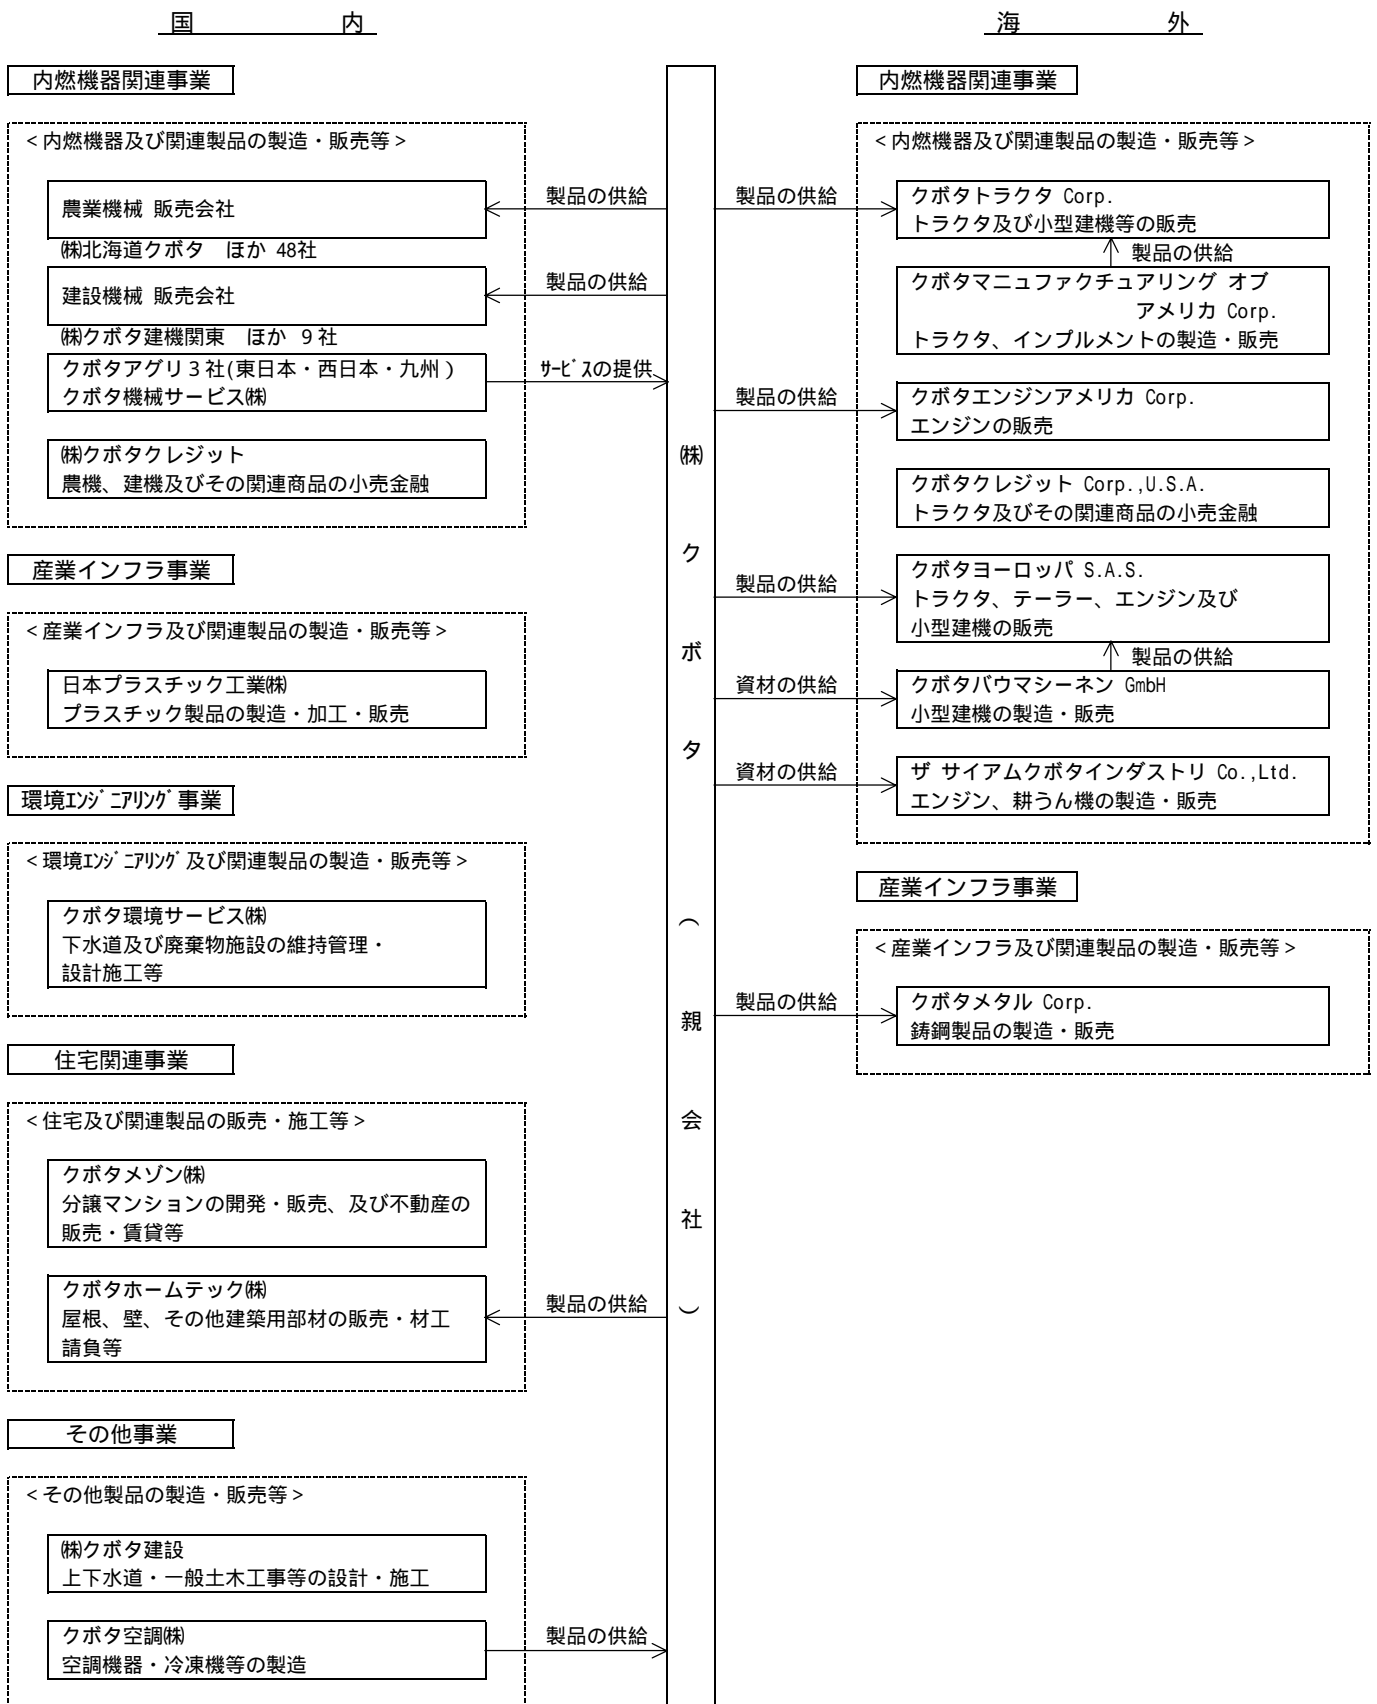 国 内
内燃機器関連事業
<内燃機器及び関連製品の製造・販売等>
農業機械 販売会社
製品の供給
㈱北海道クボタ ほか 48社
建設機械 販売会社
製品の供給
㈱クボタ建機関東 ほか 9社
クボタアグリ3社(東日本・西日本・九州)
クボタ機械サービス㈱
ｻｰﾋﾞｽの提供
㈱クボタクレジット
農機、建機及びその関連商品の小売金融
産業インフラ事業
<産業インフラ及び関連製品の製造・販売等>
日本プラスチック工業㈱
プラスチック製品の製造・加工・販売
環境ｴﾝｼﾞﾆｱﾘﾝｸﾞ事業
<環境ｴﾝｼﾞﾆｱﾘﾝｸﾞ及び関連製品の製造・販売等>
クボタ環境サービス㈱
下水道及び廃棄物施設の維持管理・
設計施工等
住宅関連事業
<住宅及び関連製品の販売・施工等>
クボタメゾン㈱
分譲マンションの開発・販売、及び不動産の
販売・賃貸等
クボタホームテック㈱
屋根、壁、その他建築用部材の販売・材工
請負等
製品の供給
その他事業
<その他製品の製造・販売等>
㈱クボタ建設
上下水道・一般土木工事等の設計・施工
クボタ空調㈱
空調機器・冷凍機等の製造
製品の供給
㈱クボタ（親会社）
海 外
内燃機器関連事業
<内燃機器及び関連製品の製造・販売等>
製品の供給
クボタトラクタ Corp.
トラクタ及び小型建機等の販売
製品の供給
クボタマニュファクチュアリング オブ
アメリカ Corp.
トラクタ、インプルメントの製造・販売
製品の供給
クボタエンジンアメリカ Corp.
エンジンの販売
クボタクレジット Corp.,U.S.A.
トラクタ及びその関連商品の小売金融
製品の供給
クボタヨーロッパ S.A.S.
トラクタ、テーラー、エンジン及び
小型建機の販売
製品の供給
資材の供給
クボタバウマシーネン GmbH
小型建機の製造・販売
資材の供給
ザ サイアムクボタインダストリ Co.,Ltd.
エンジン、耕うん機の製造・販売
産業インフラ事業
<産業インフラ及び関連製品の製造・販売等>
製品の供給
クボタメタル Corp.
鋳鋼製品の製造・販売